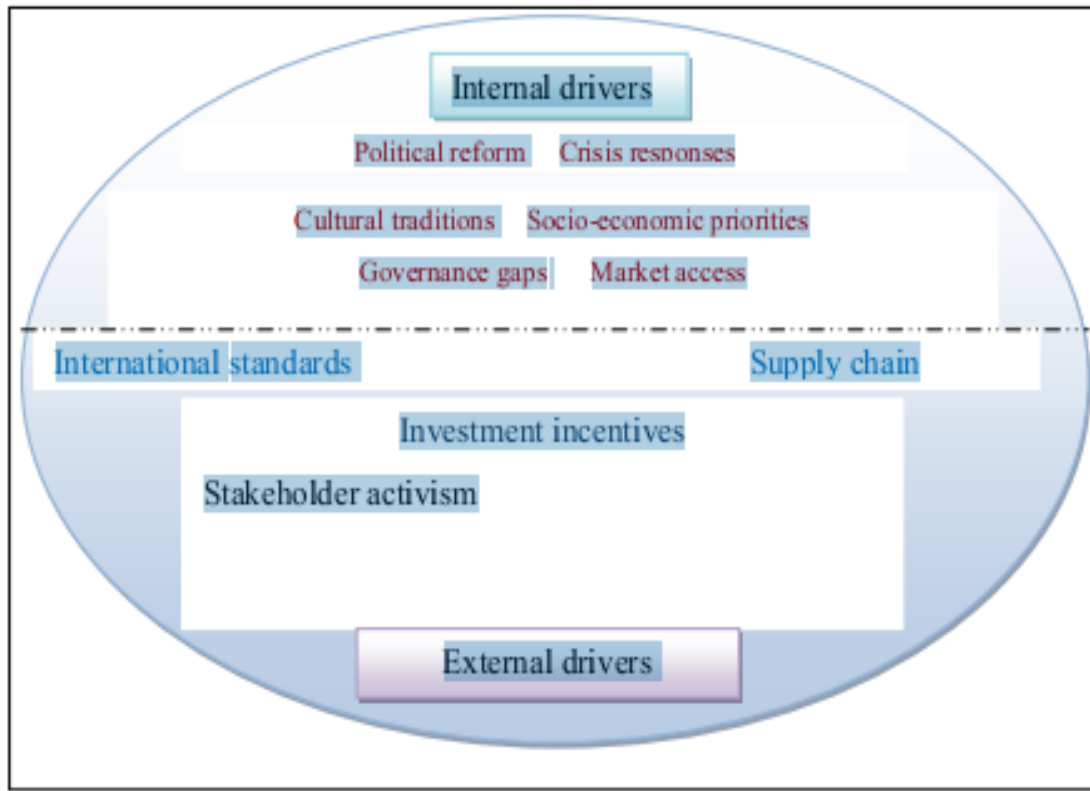 Internal drivers
Political reform Crisis responses
Cultural traditions Socio-economic priorities
Governance gaps Market access
International standards Supply chain
Investment incentives
Stakeholder activism
External drivers